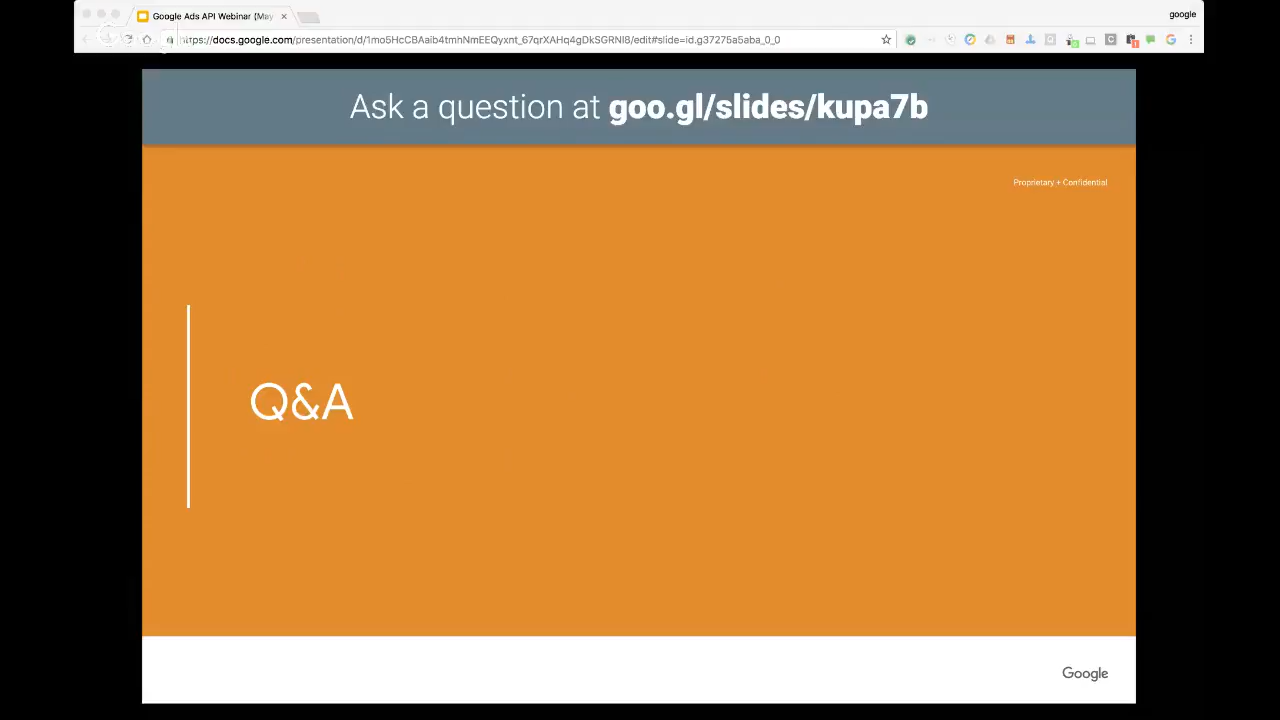 Google Ads API Webinar (May
google
https://docs.google.com/presentation/d/1mo5HcCBAaib4tmhNmEEQyxnt_67qrXAHq4gDkSGRNI8/edit#slide=id.g37275a5aba_0_0
Ask a question at goo.gl/slides/kupa7b
Proprietary + Confidential
Q&A
Google